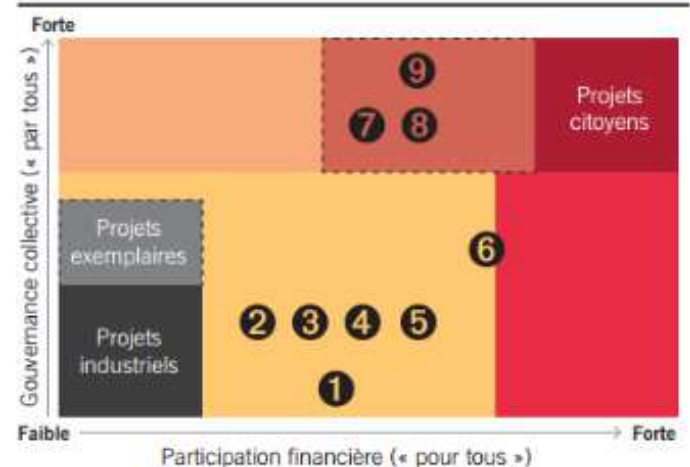 Forte
Gouvernance collective (« par tous »)
9
Projets
citoyens
7 8
Projets
exemplaires
6
2 3 4 5
Projets
industriels
1
Faible
Forte
Participation financière (« pour tous »)